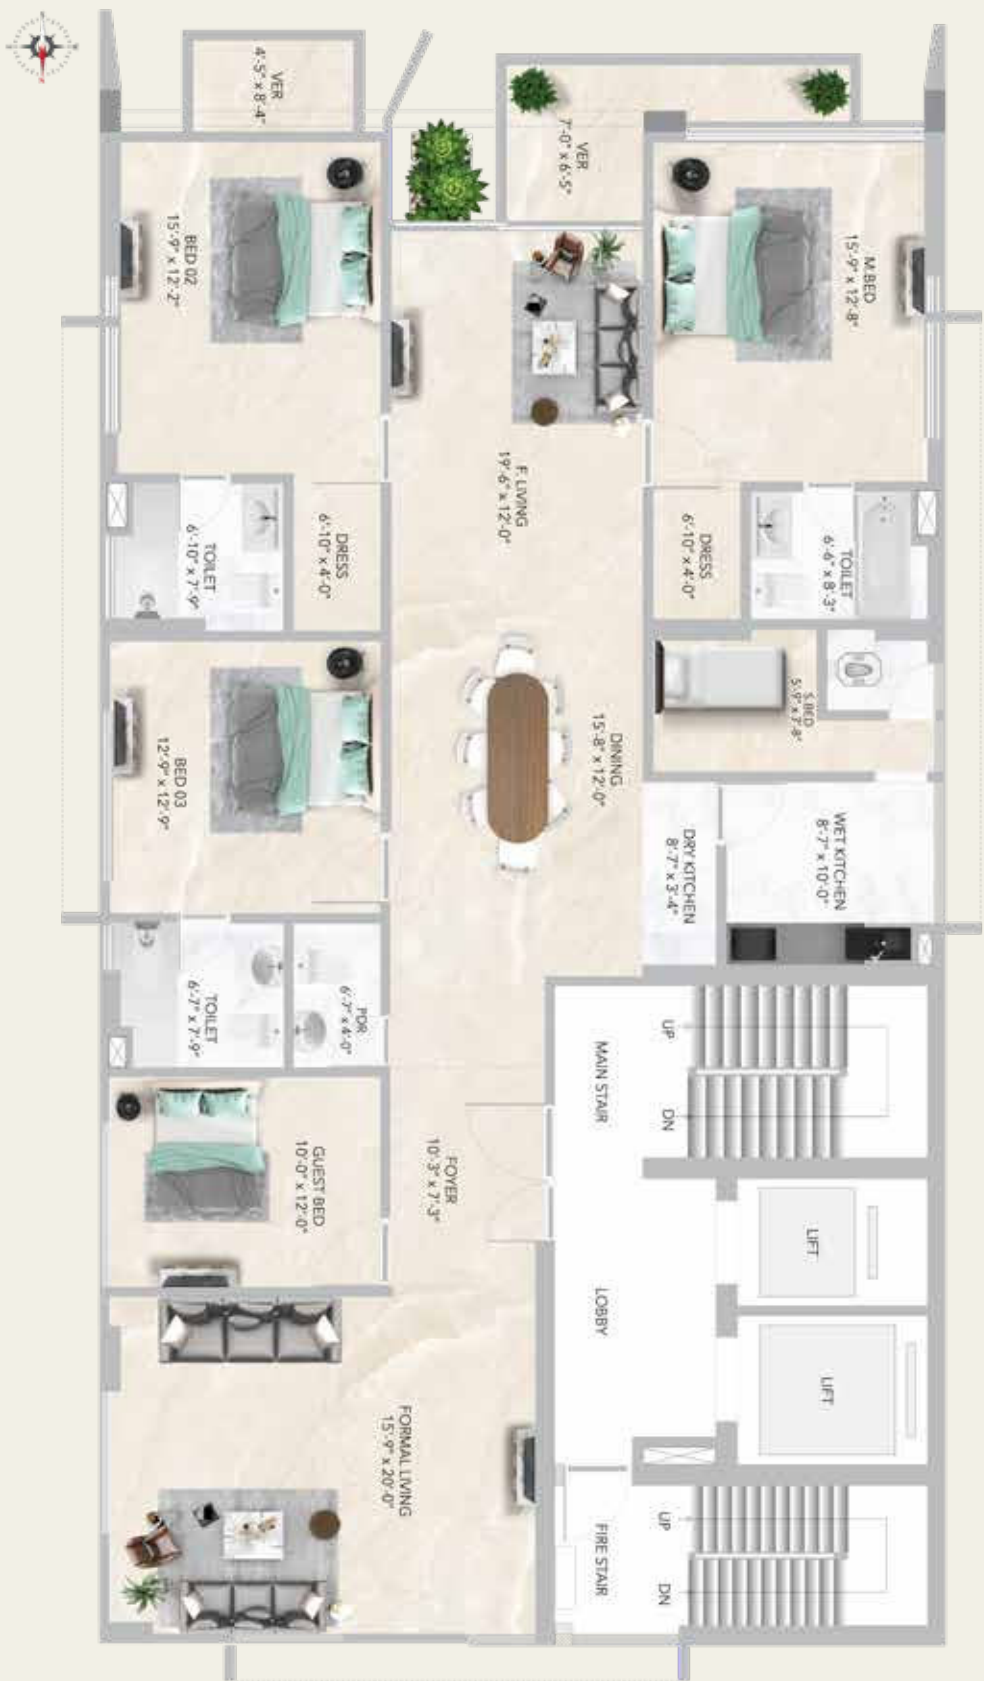 VER
4'-5" x 8'-4"
VER
7'-0" x 6'-5"
BED 02
15'-9" x 12'-2"
M.BED
15'-9" x 12'-8"
F. LIVING
19'-6" x 12'-0"
TOILET
6'-10" x 7'-9"
DRESS
6'-10" x 4'-0"
DRESS
6'-10" x 4'-0"
TOILET
6'-6" x 8'-3"
S.BED
5'-9" x 7'-8"
BED 03
12'-9" x 12'-9"
DINING
15'-8" x 12'-0"
DRY KITCHEN
8'-7" x 3'-4"
WET KITCHEN
8'-7" x 10'-0"
TOILET
6'-7" x 7'-9"
PDR
6'-7" x 4'-0"
MAIN STAIR
UP
DN
GUEST BED
10'-0" x 12'-0"
FOYER
10'-3" x 7'-3"
LOBBY
LIFT
LIFT
FORMAL LIVING
15'-9" x 20'-0"
FIRE STAIR
UP
DN